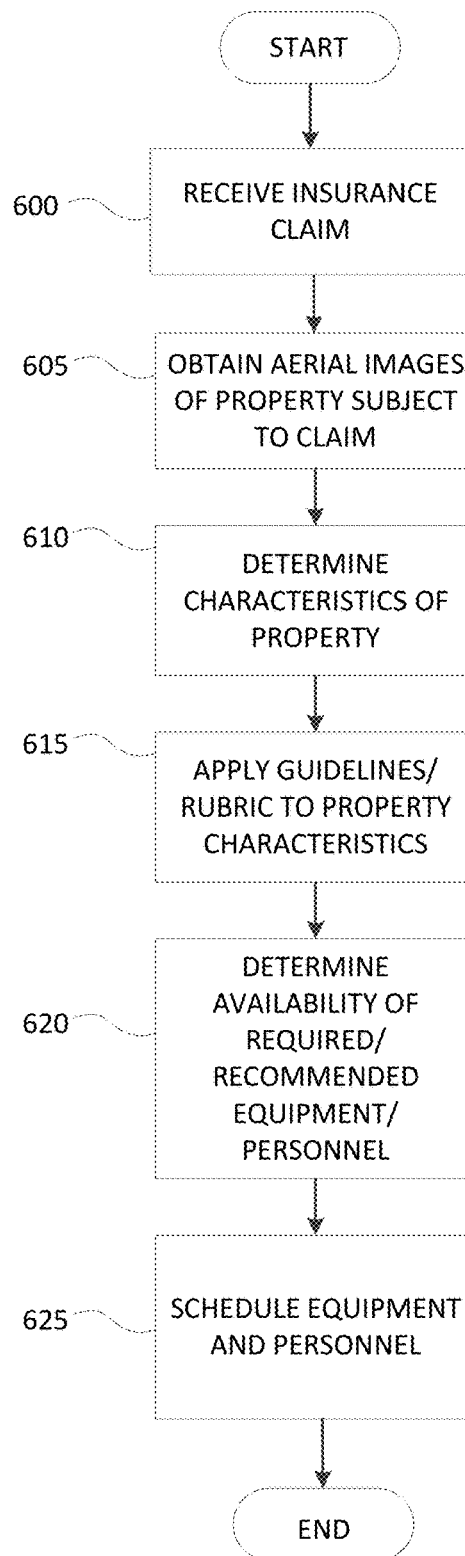 START
600
RECEIVE INSURANCE
CLAIM
605
OBTAIN AERIAL IMAGES
OF PROPERTY SUBJECT
TO CLAIM
610
DETERMINE
CHARACTERISTICS OF
PROPERTY
615
APPLY GUIDELINES/
RUBRIC TO PROPERTY
CHARACTERISTICS
620
DETERMINE
AVAILABILITY OF
REQUIRED/
RECOMMENDED
EQUIPMENT/
PERSONNEL
625
SCHEDULE EQUIPMENT
AND PERSONNEL
END